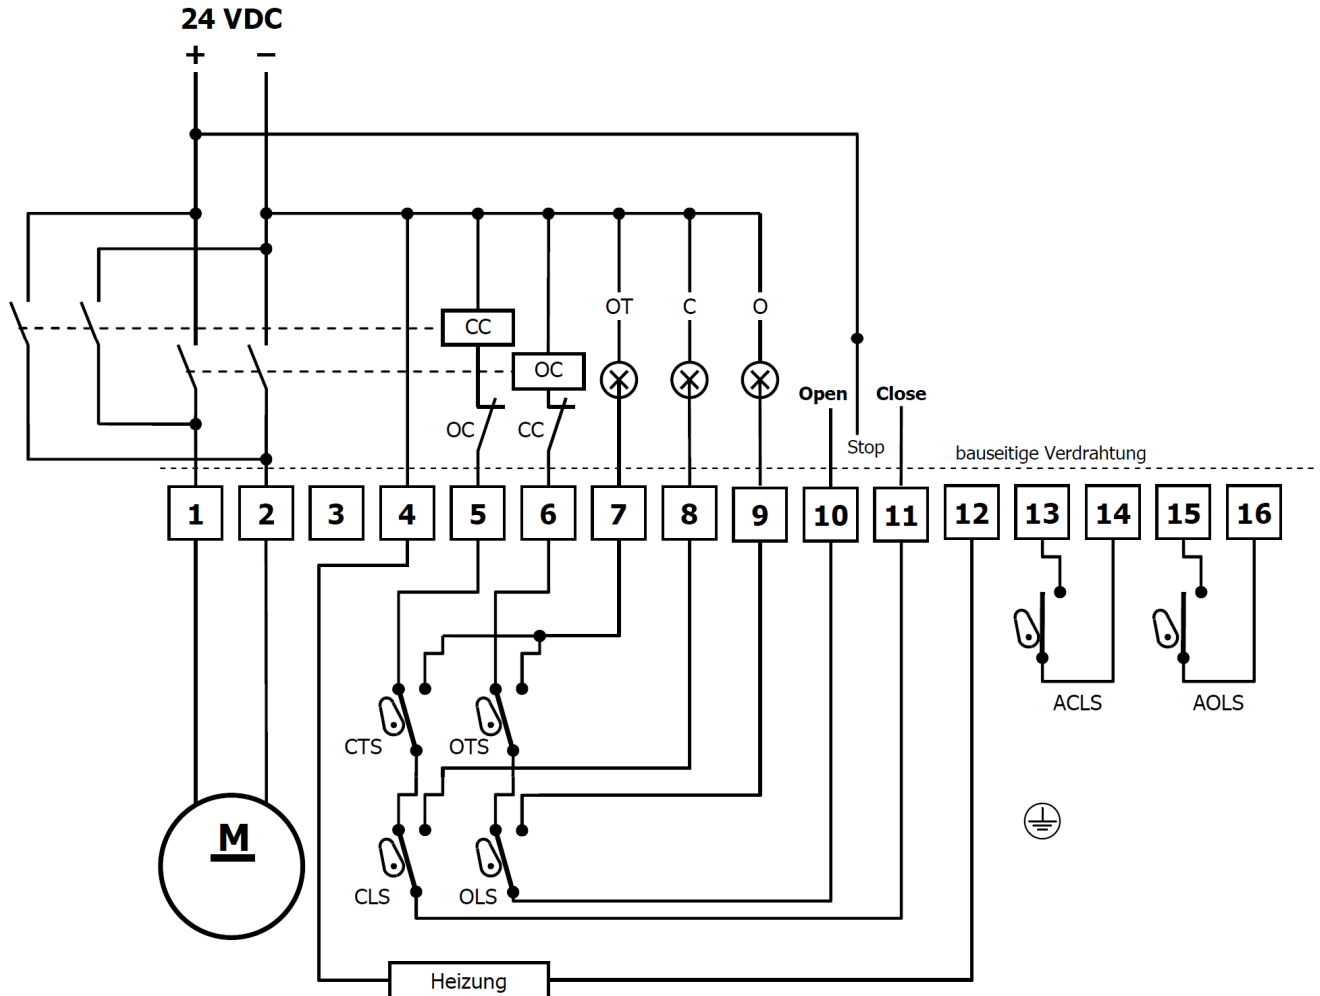 24 VDC
+ −
CC
OC
OT C O
OC CC
Open Close
Stop
bauseitige Verdrahtung
1 2 3 4 5 6 7 8 9 10 11 12 13 14 15 16
ACLS AOLS
CTS OTS
M
CLS OLS
Heizung